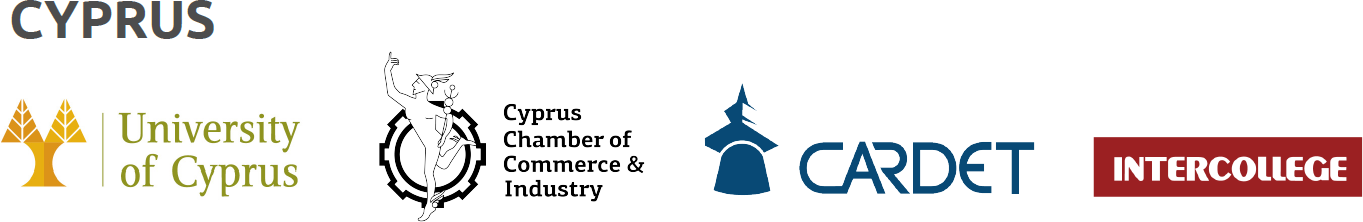 CYPRUS
University
of Cyprus
Cyprus
Chamber of
Commerce &
Industry
CARDET
INTERCOLLEGE